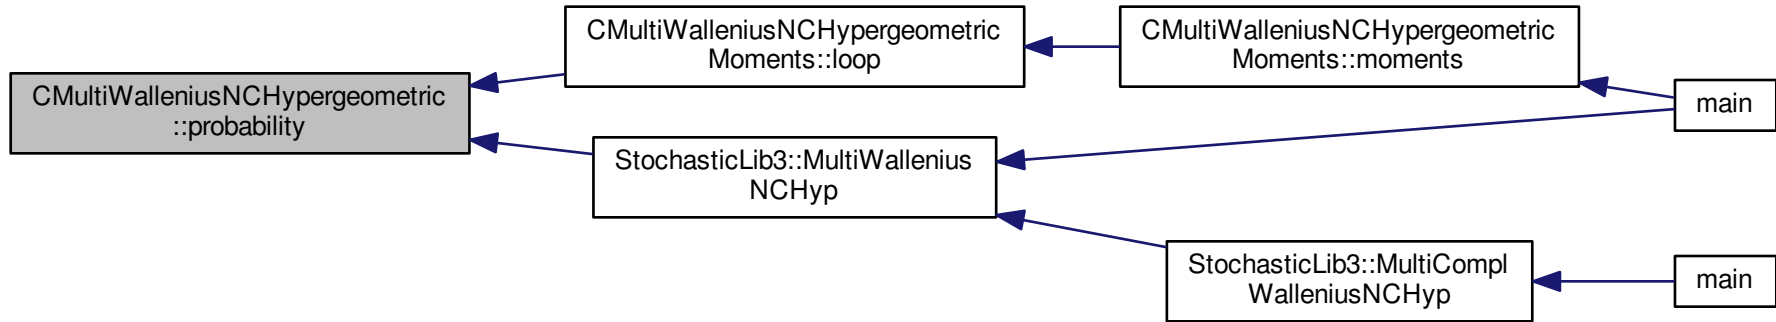 CMultiWalleniusNCHypergeometric
::probability
CMultiWalleniusNCHypergeometric
Moments::loop
CMultiWalleniusNCHypergeometric
Moments::moments
main
StochasticLib3::MultiWallenius
NCHyp
StochasticLib3::MultiCompl
WalleniusNCHyp
main